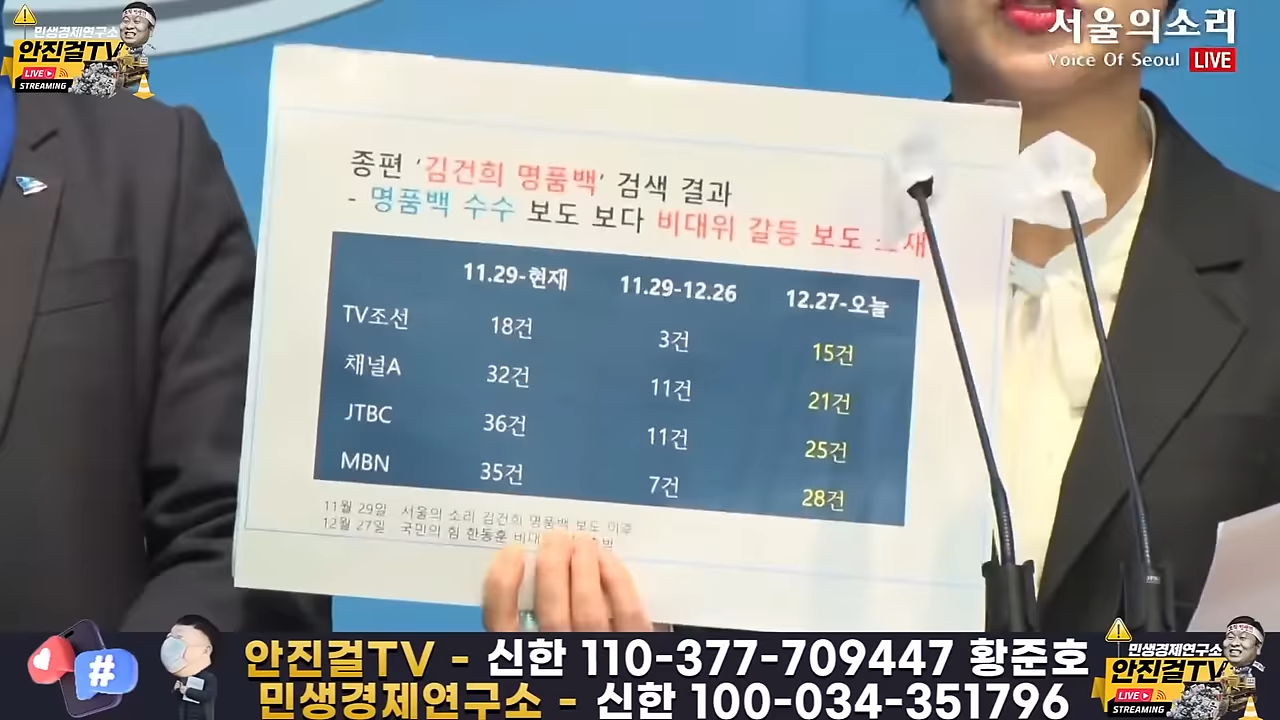 민생경제연구소
안진걸TV
LIVE
STREAMING
서울의소리
Voice Of Seoul LIVE
종편 '김건희 명품백' 검색 결과
- 명품백 수수 보도 보다 비대위 갈등 보도
11.29-현재 11.29-12.26 12.27-오늘
TV조선 18건 3건 15건
채널A 32건 11건 21건
JTBC 36건 11건 25건
MBN 35건 7건 28건
11월 29일 서울의 소리 김건희 명품백 보도 이후
12월 27일 국민의 힘 한동훈
#
안진걸TV - 신한 110-377-709447 황준호
민생경제연구소 - 신한 100-034-351796
민생경제연구소
안진걸TV
LIVE
STREAMING